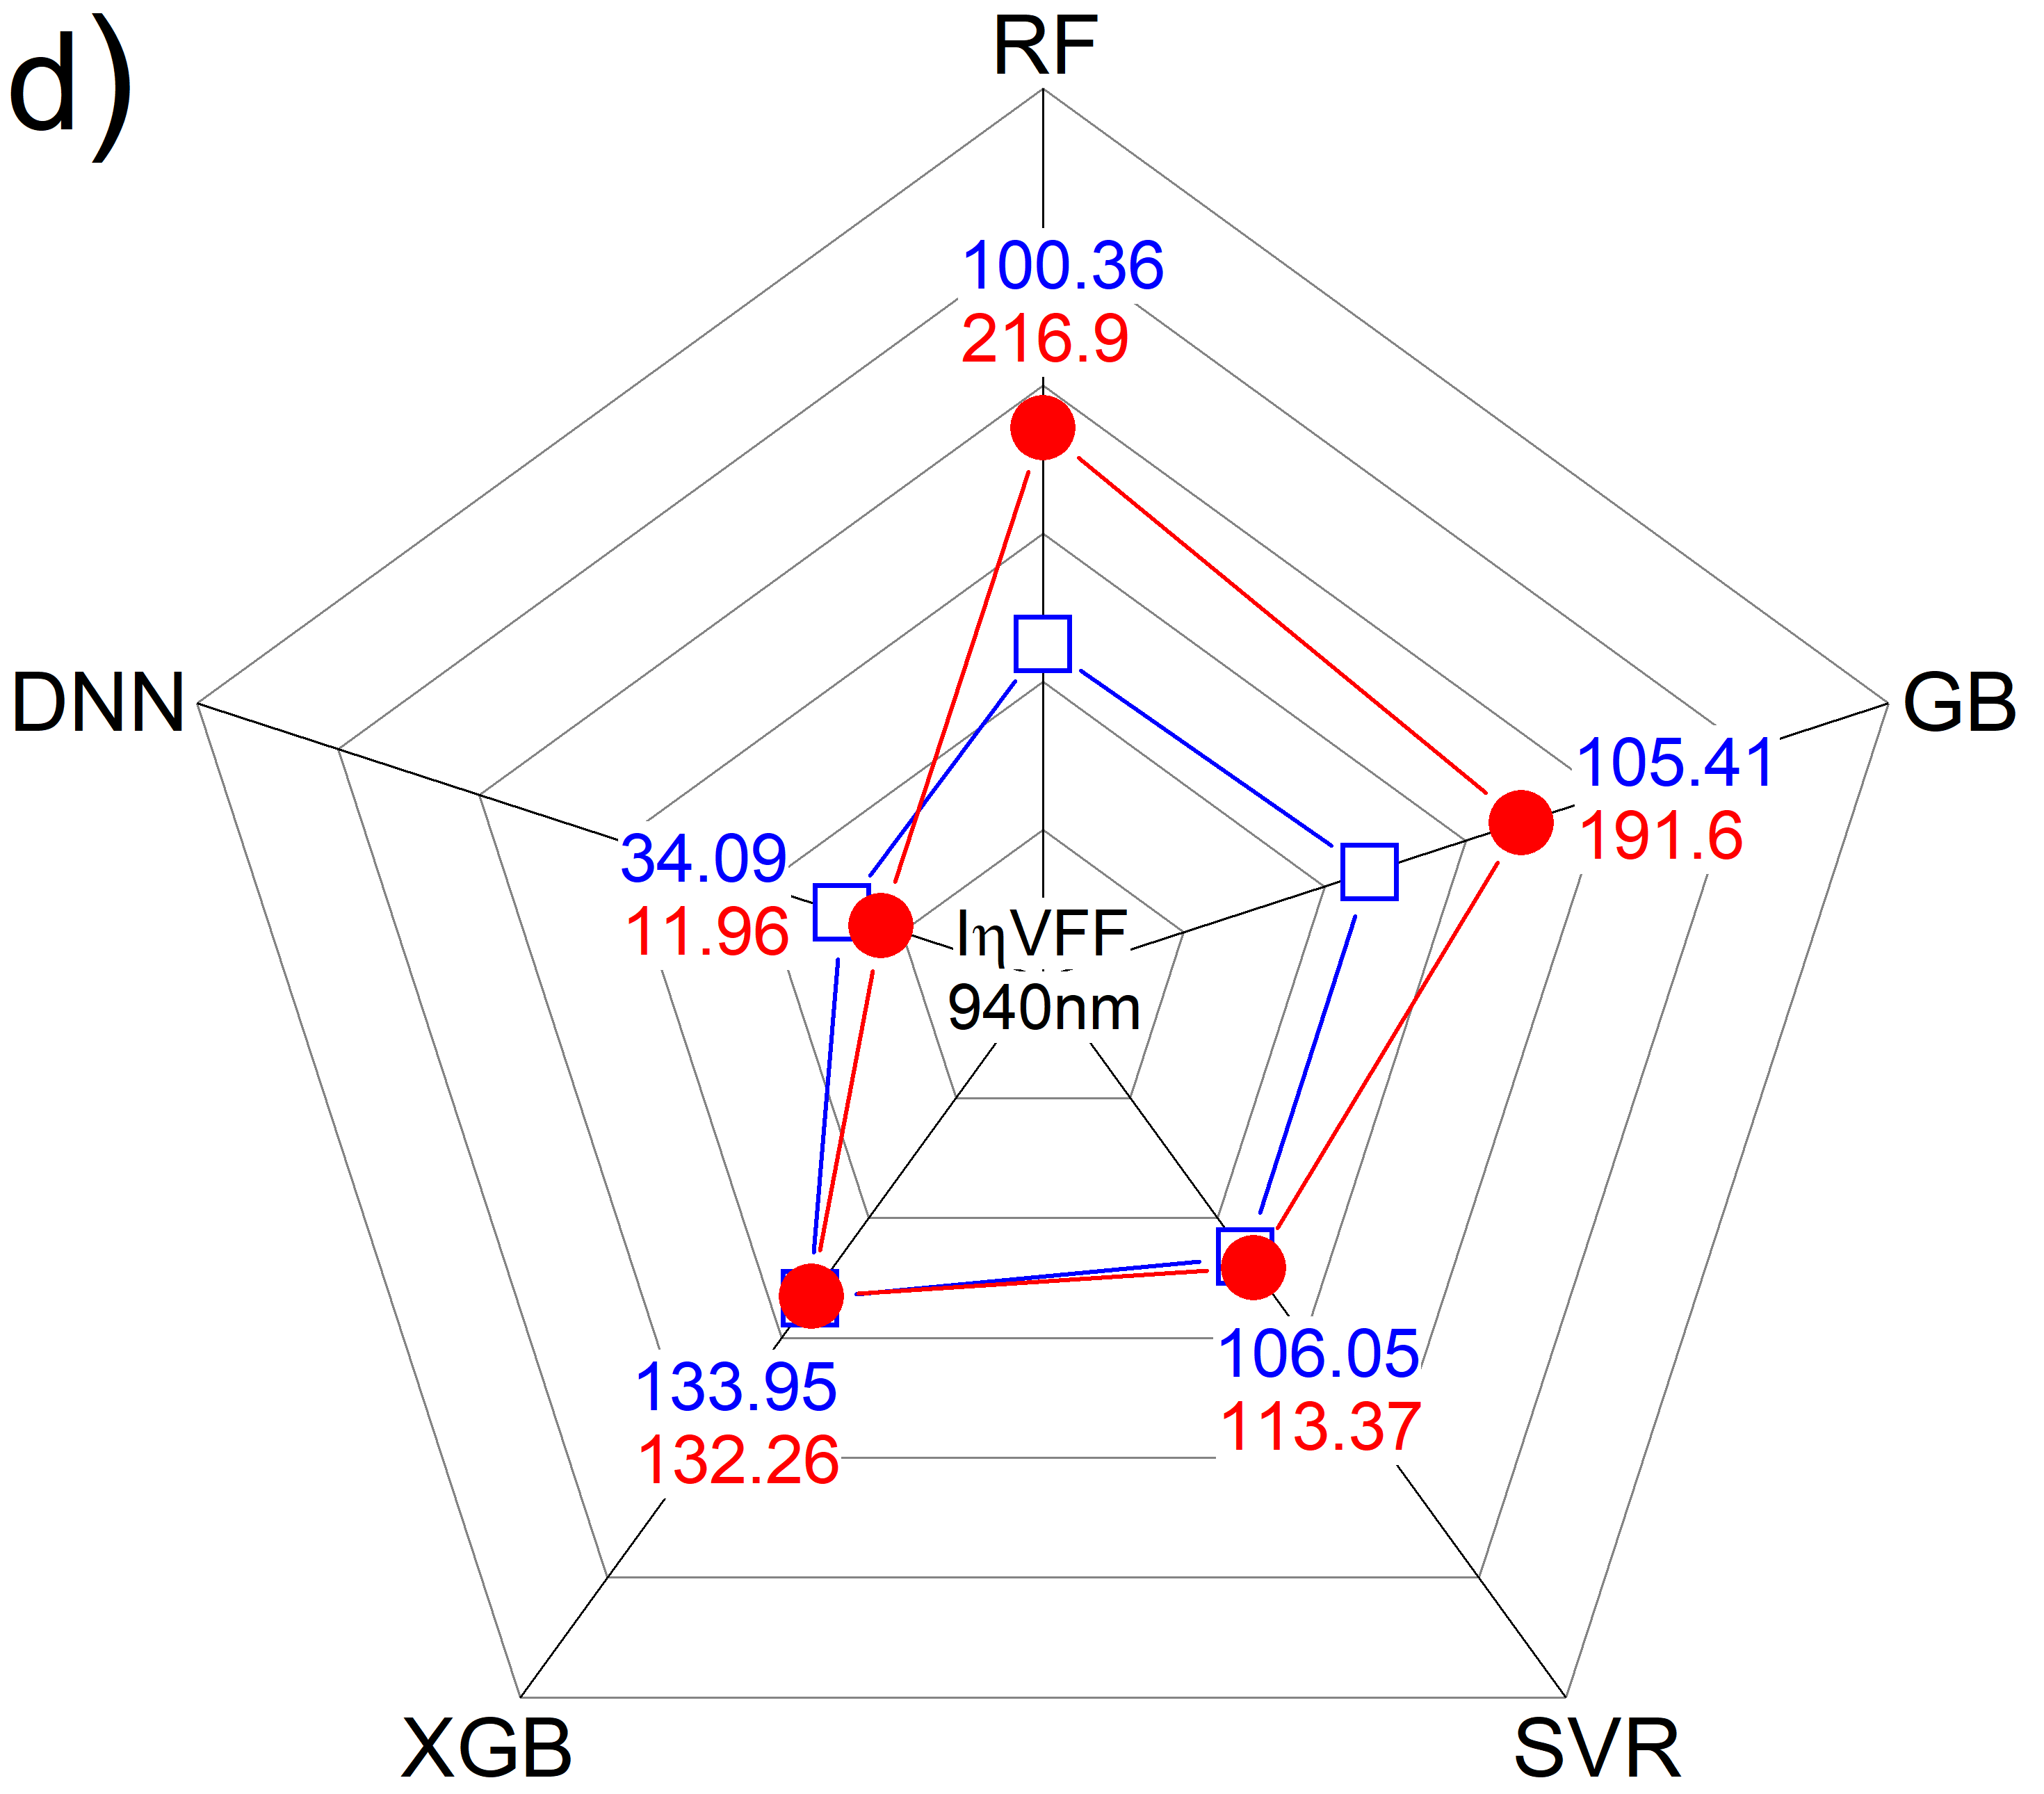 d)
RF
100.36
216.9
DNN
GB
105.41
191.6
34.09
11.96
IηVFF
940nm
133.95
132.26
106.05
113.37
XGB
SVR